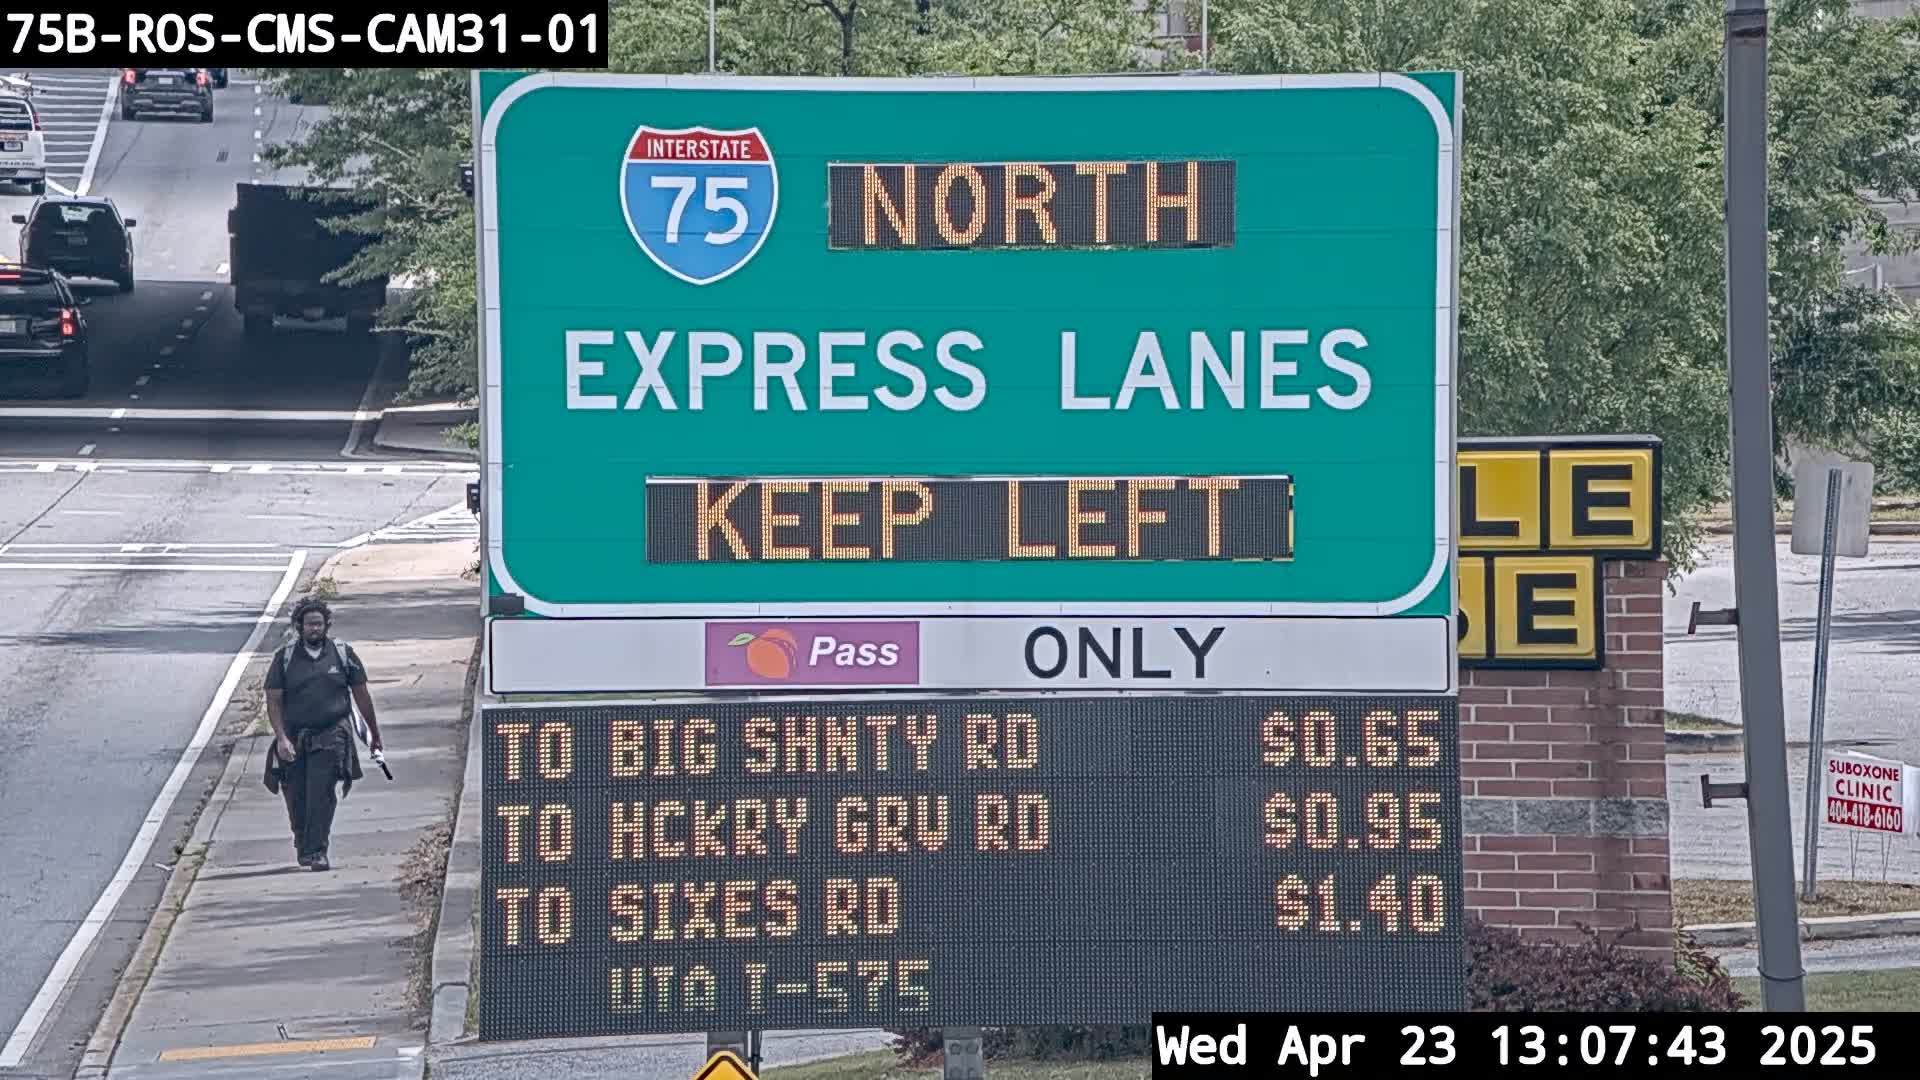 75B-ROS-CMS-CAM31-01
INTERSTATE
75
NORTH
EXPRESS LANES
KEEP LEFT
Pass ONLY
TO BIG SHNTY RD $0.65
TO HCKRY GRV RD $0.95
TO SIXES RD $1.40
VIA I-575
LE
E
SUBOXONE
CLINIC
404-418-6160
Wed Apr 23 13:07:43 2025